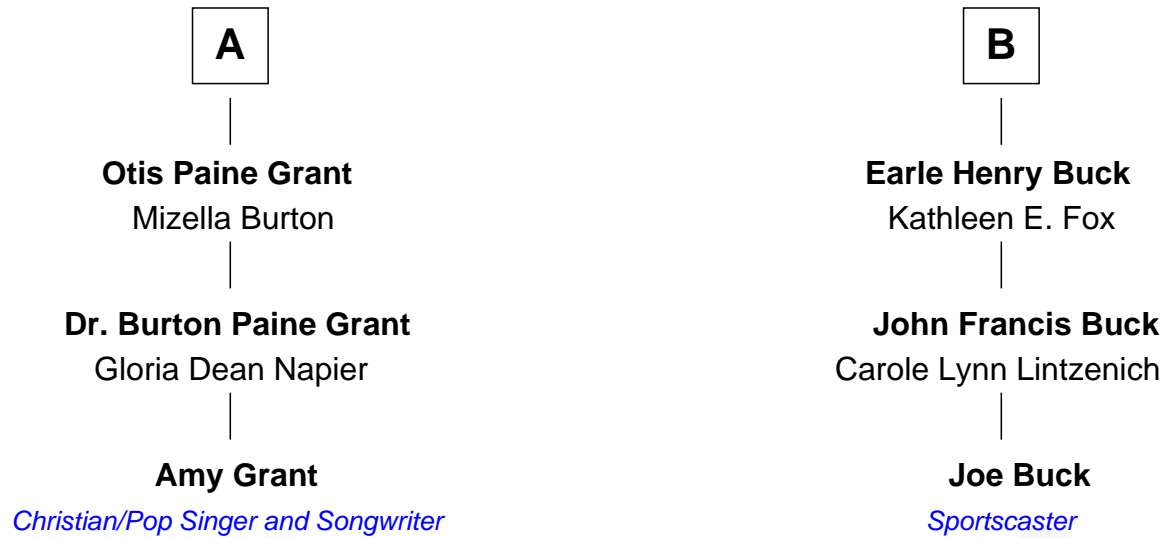 A
Otis Paine Grant
Mizella Burton
Dr. Burton Paine Grant
Gloria Dean Napier
Amy Grant
Christian/Pop Singer and Songwriter
B
Earle Henry Buck
Kathleen E. Fox
John Francis Buck
Carole Lynn Lintzenich
Joe Buck
Sportscaster